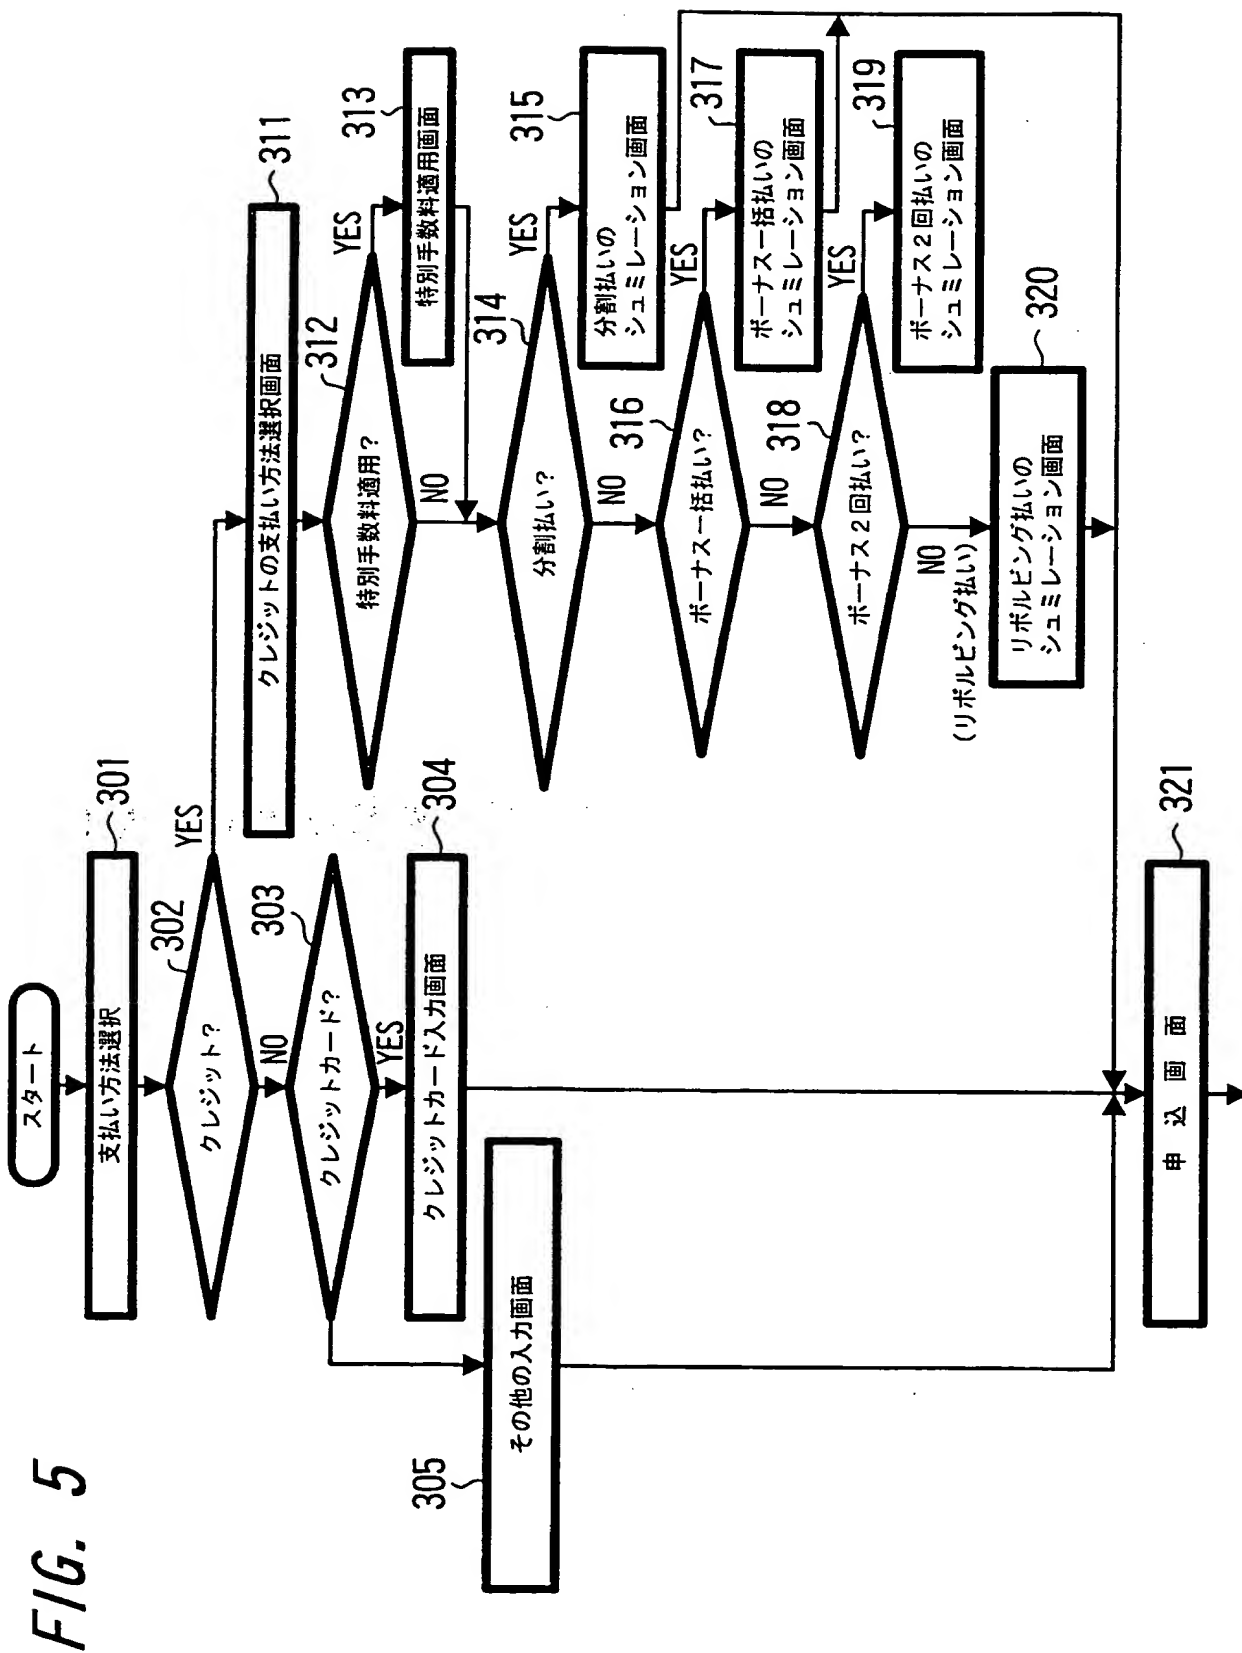 FIG. 5
スタート
支払い方法選択
301
クレジット?
302
YES
NO
クレジットカード?
303
YES
クレジットカード入力画面
304
その他の入力画面
305
クレジットの支払い方法選択画面
311
特別手数料適用?
312
YES
特別手数料適用画面
313
NO
分割払い?
314
YES
分割払いの
シュミレーション画面
315
NO
ボーナス一括払い?
316
YES
ボーナス一括払いの
シュミレーション画面
317
NO
ボーナス2回払い?
318
YES
ボーナス2回払いの
シュミレーション画面
319
NO
(リボルビング払い)
リボルビング払いの
シュミレーション画面
320
申込画面
321